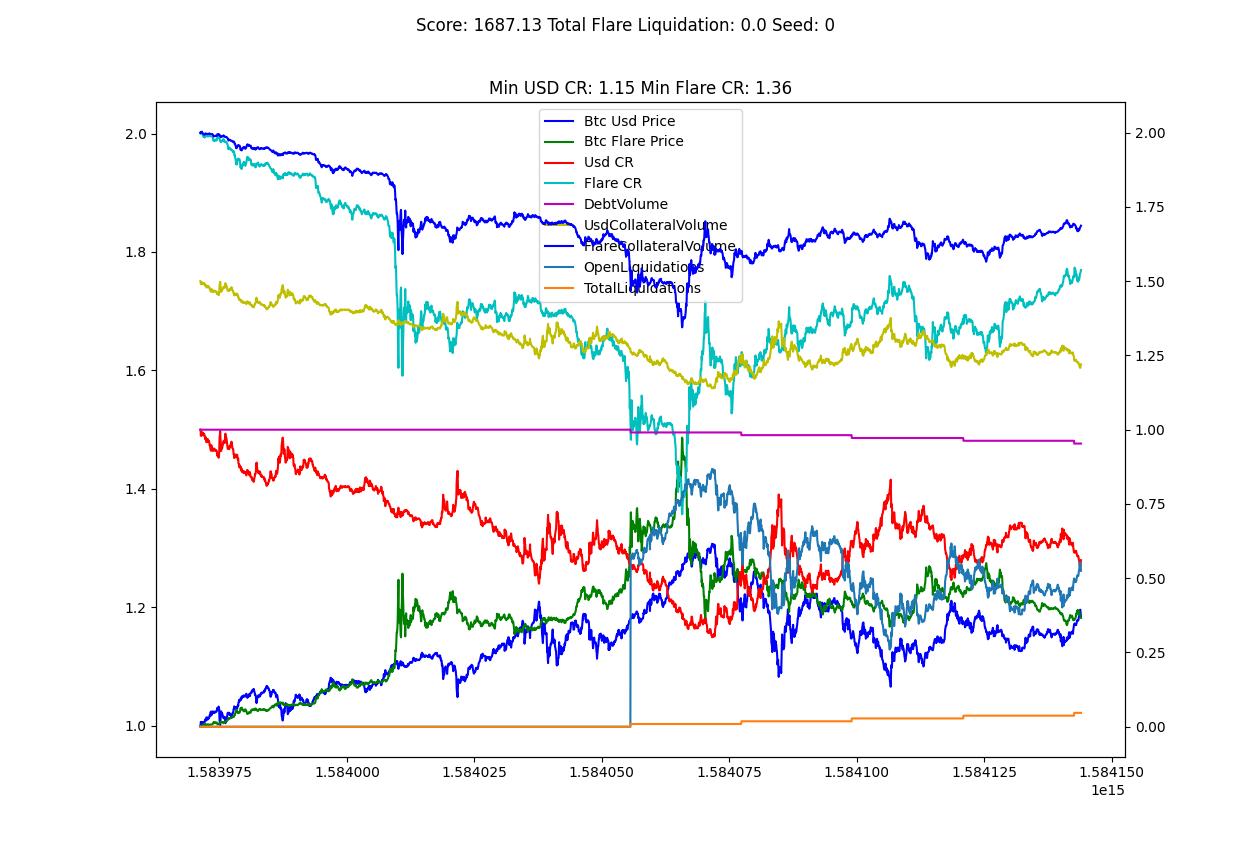 Score: 1687.13 Total Flare Liquidation: 0.0 Seed: 0
Min USD CR: 1.15 Min Flare CR: 1.36
Btc Usd Price
Btc Flare Price
Usd CR
Flare CR
DebtVolume
UsdCollateralVolume
FlareCollateralVolume
OpenLiquidations
TotalLiquidations
2.0
1.8
1.6
1.4
1.2
1.0
2.00
1.75
1.50
1.25
1.00
0.75
0.50
0.25
0.00
1.583975 1.584000 1.584025 1.584050 1.584075 1.584100 1.584125 1.584150
1e15